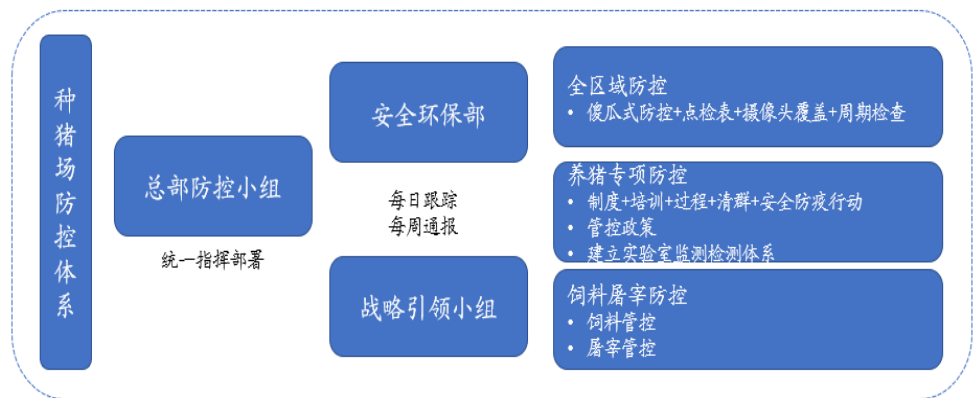 种猪场防控体系
总部防控小组
统一指挥部署
安全环保部
每日跟踪
每周通报
战略引领小组
全区域防控
• 傻瓜式防控+点检表+摄像头覆盖+周期检查
养猪专项防控
• 制度+培训+过程+清群+安全防疫行动
• 管控政策
• 建立实验室监测检测体系
饲料屠宰防控
• 饲料管控
• 屠宰管控